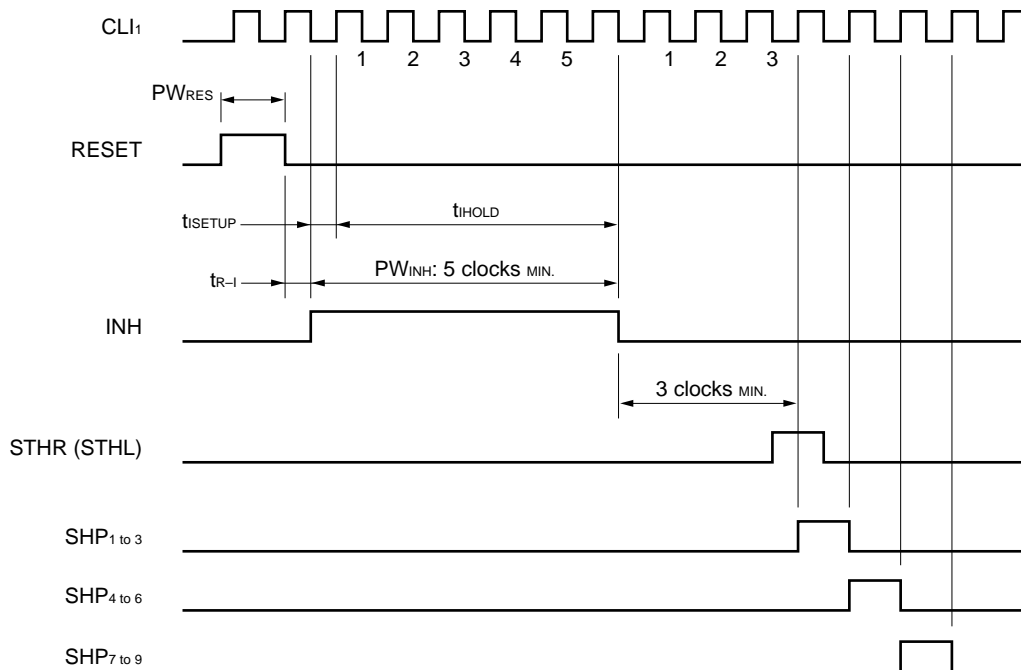 CLI1
1 2 3 4 5 1 2 3
PWRES
RESET
tISETUP tIHOLD
tR–I PWINH: 5 clocks MIN.
INH
3 clocks MIN.
STHR (STHL)
SHP1 to 3
SHP4 to 6
SHP7 to 9